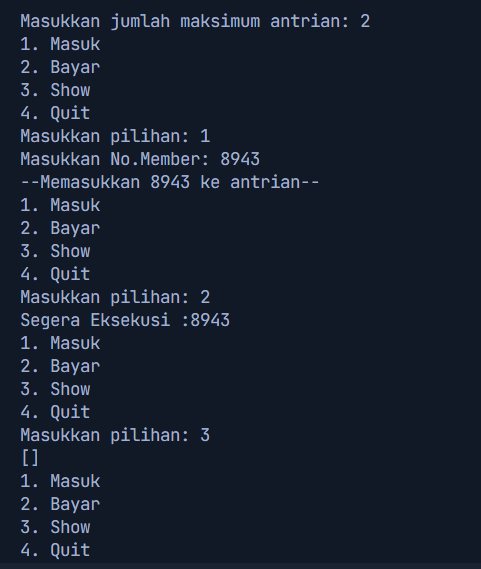 Masukkan jumlah maksimum antrian: 2
1. Masuk
2. Bayar
3. Show
4. Quit
Masukkan pilihan: 1
Masukkan No.Member: 8943
--Memasukkan 8943 ke antrian--
1. Masuk
2. Bayar
3. Show
4. Quit
Masukkan pilihan: 2
Segera Eksekusi :8943
1. Masuk
2. Bayar
3. Show
4. Quit
Masukkan pilihan: 3
[]
1. Masuk
2. Bayar
3. Show
4. Quit